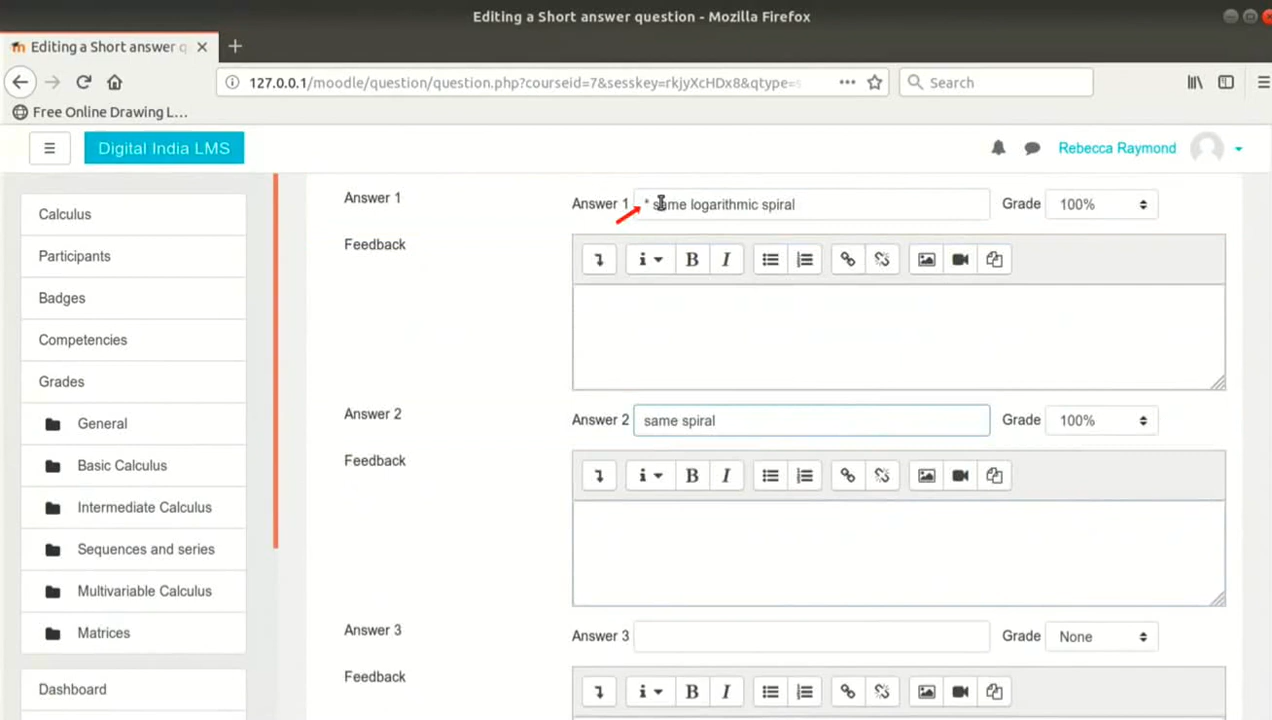 Editing a Short answer question - Mozilla Firefox
Editing a Short answer q
127.0.0.1/moodle/question/question.php?courseid=7&sesskey=rkjyXcHDx8&qtype=s
Search
Free Online Drawing L...
Digital India LMS
Rebecca Raymond
Calculus
Participants
Badges
Competencies
Grades
General
Basic Calculus
Intermediate Calculus
Sequences and series
Multivariable Calculus
Matrices
Dashboard
Answer 1
Answer 1 * same logarithmic spiral Grade 100%
Feedback
Answer 2
Answer 2 same spiral Grade 100%
Feedback
Answer 3
Answer 3 Grade None
Feedback